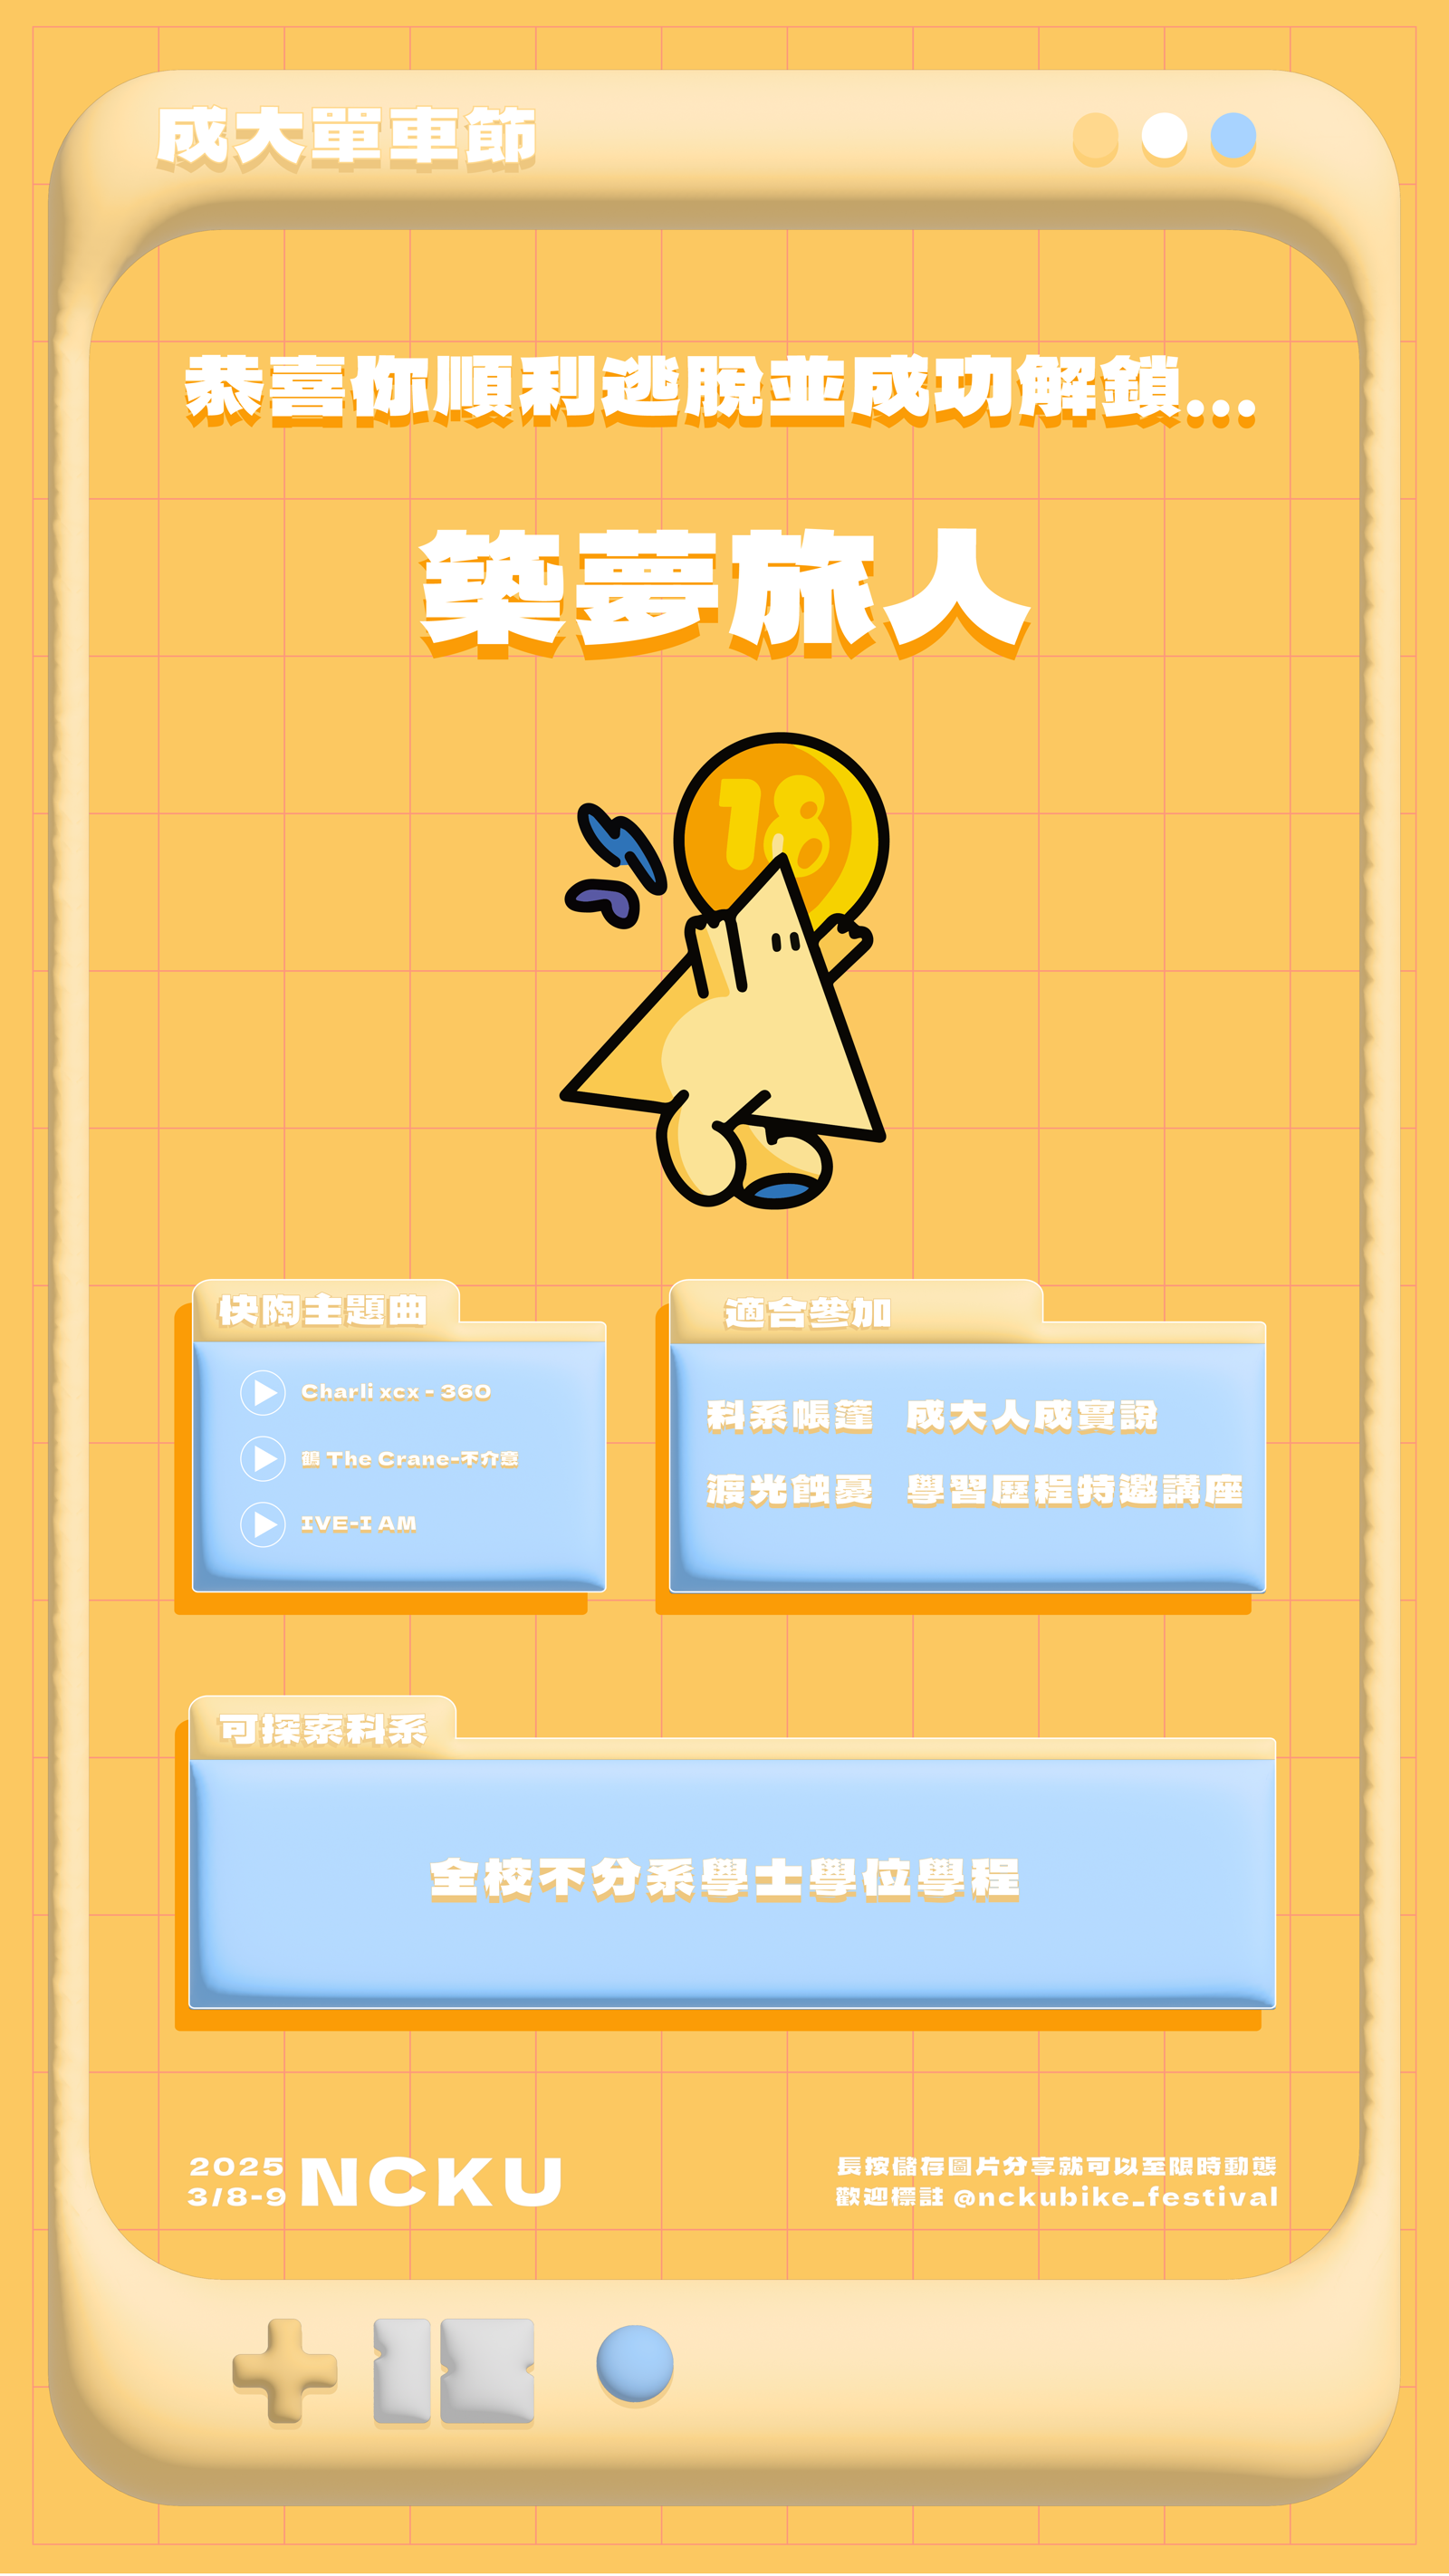 成大單車節
恭喜你順利逃脫並成功解鎖...
築夢旅人
18
快陶主題曲
Charli xcx - 360
鶴 The Crane-不介意
IVE-I AM
適合參加
科系帳篷 成大人成實說
渡光蝕憂 學習歷程特邀講座
可探索科系
全校不分系學士學位學程
2025
3/8-9 NCKU
長按儲存圖片分享就可以至限時動態
歡迎標註 @nckubike_festival